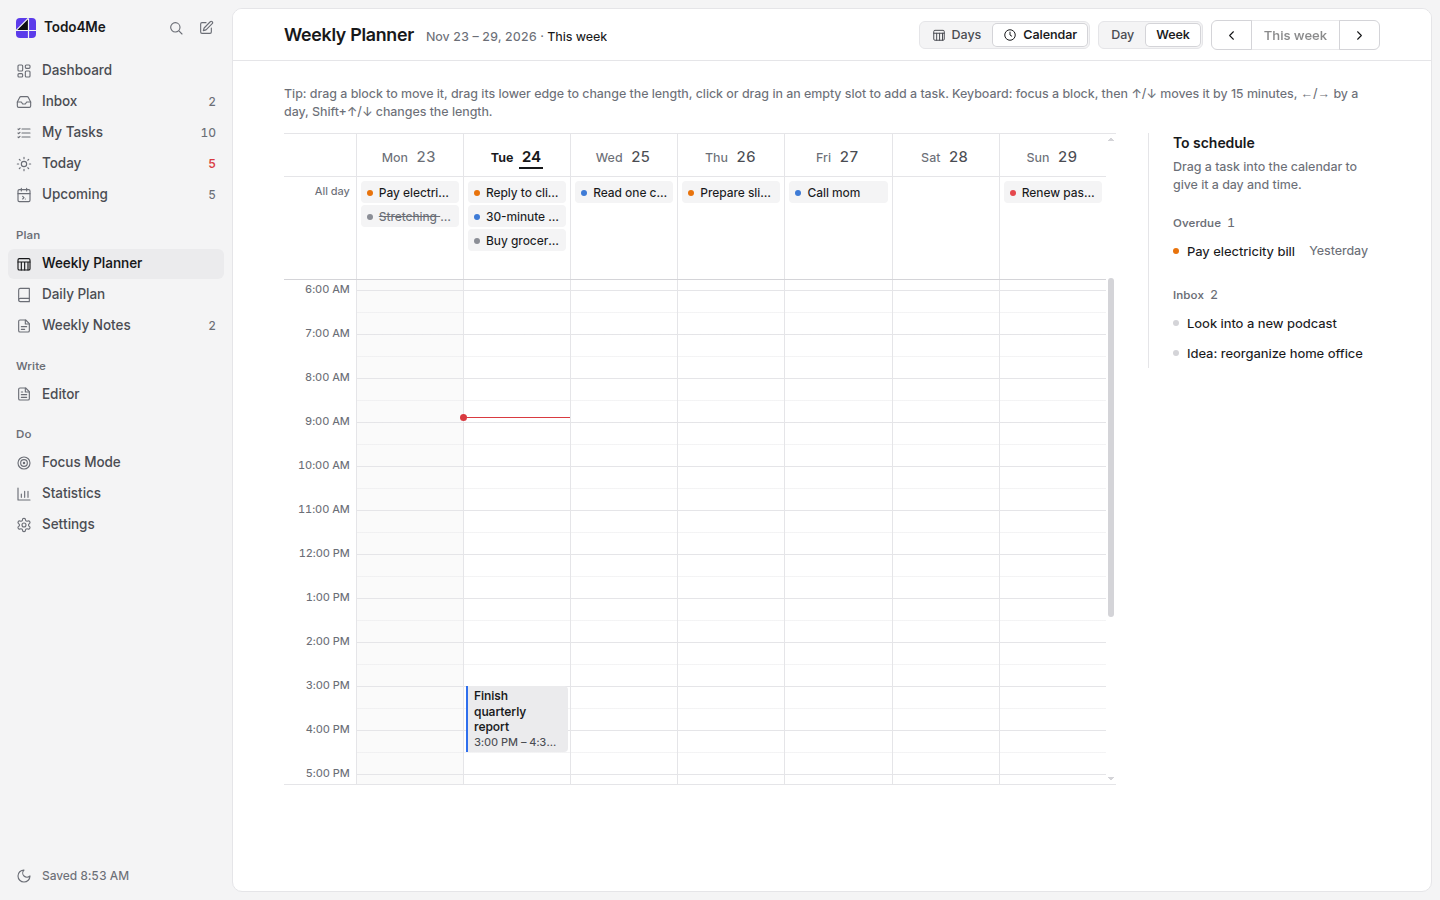 Todo4Me
Dashboard
Inbox 2
My Tasks 10
Today 5
Upcoming 5
Plan
Weekly Planner
Daily Plan
Weekly Notes 2
Write
Editor
Do
Focus Mode
Statistics
Settings
Saved 8:53 AM
Weekly Planner Nov 23 – 29, 2026 · This week
Days Calendar Day Week This week
Tip: drag a block to move it, drag its lower edge to change the length, click or drag in an empty slot to add a task. Keyboard: focus a block, then ↑/↓ moves it by 15 minutes, ←/→ by a
day, Shift+↑/↓ changes the length.
Mon 23 Tue 24 Wed 25 Thu 26 Fri 27 Sat 28 Sun 29
All day Pay electri... Reply to cli... Read one c... Prepare sli... Call mom Renew pas...
Stretching ... 30-minute ...
Buy grocer...
6:00 AM
7:00 AM
8:00 AM
9:00 AM
10:00 AM
11:00 AM
12:00 PM
1:00 PM
2:00 PM
3:00 PM
4:00 PM
5:00 PM
Finish
quarterly
report
3:00 PM – 4:3...
To schedule
Drag a task into the calendar to
give it a day and time.
Overdue 1
Pay electricity bill Yesterday
Inbox 2
Look into a new podcast
Idea: reorganize home office